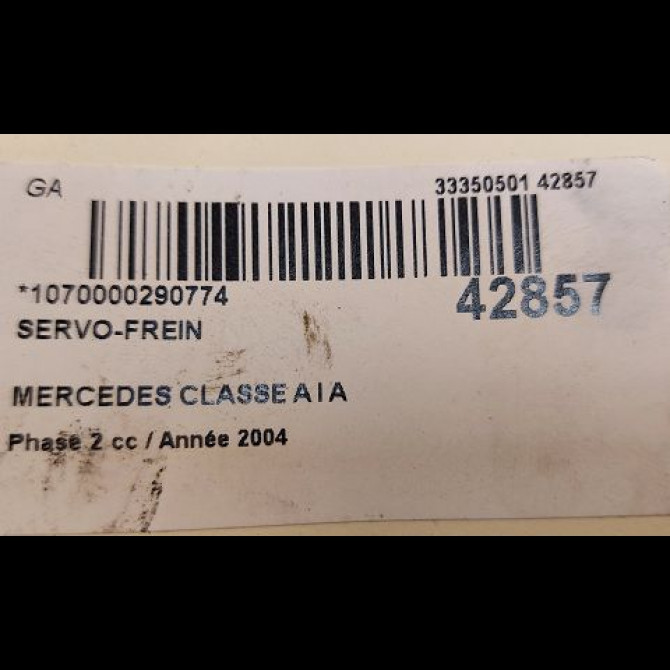 GA
33350501 42857
*1070000290774
42857
SERVO-FREIN
MERCEDES CLASSE A I A
Phase 2 cc / Année 2004